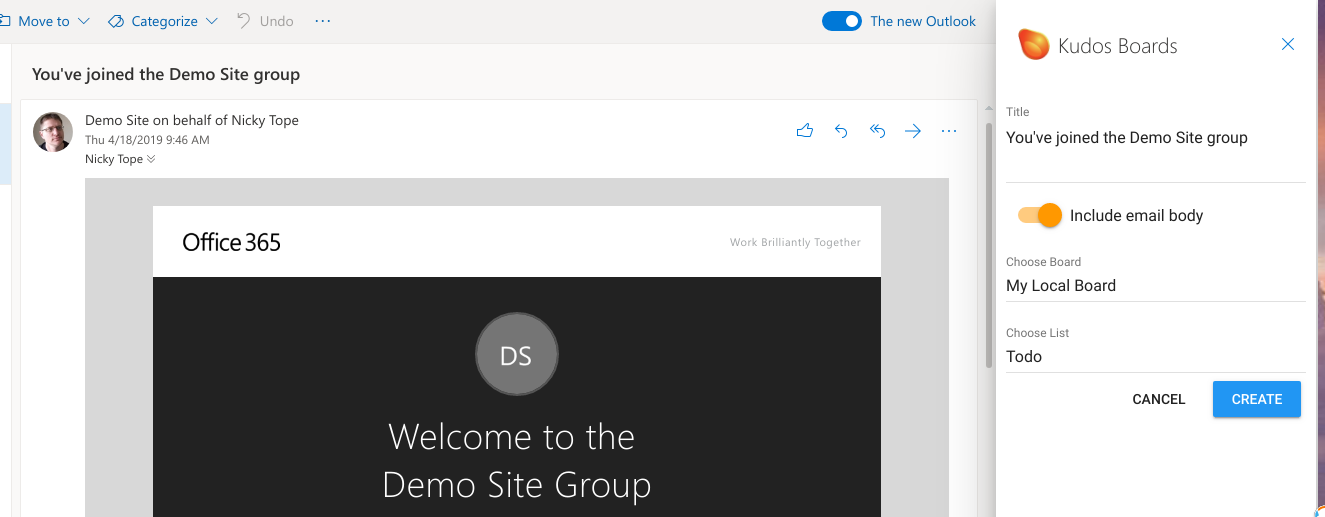 Move to Categorize Undo ···
The new Outlook
You've joined the Demo Site group
Demo Site on behalf of Nicky Tope
Thu 4/18/2019 9:46 AM
Nicky Tope
Office 365
Work Brilliantly Together
DS
Welcome to the
Demo Site Group
Kudos Boards
Title
You've joined the Demo Site group
Include email body
Choose Board
My Local Board
Choose List
Todo
CANCEL CREATE